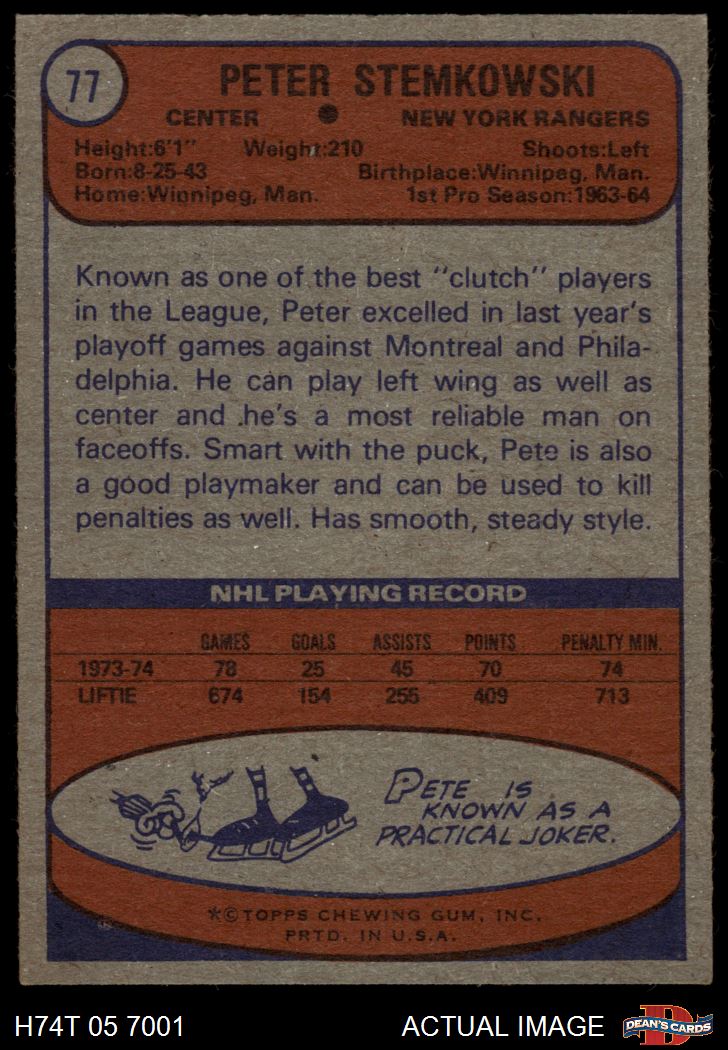 77
PETER STEMKOWSKI
CENTER ● NEW YORK RANGERS
Height:6'1" Weight:210 Shoots:Left
Born:8-25-43 Birthplace:Winnipeg, Man.
Home:Winnipeg, Man. 1st Pro Season:1963-64
Known as one of the best "clutch" players
in the League, Peter excelled in last year's
playoff games against Montreal and Phila-
delphia. He can play left wing as well as
center and he's a most reliable man on
faceoffs. Smart with the puck, Pete is also
a good playmaker and can be used to kill
penalties as well. Has smooth, steady style.
NHL PLAYING RECORD
GAMES GOALS ASSISTS POINTS PENALTY MIN.
1973-74 78 25 45 70 74
LIFTIE 674 154 255 409 713
PETE IS
KNOWN AS A
PRACTICAL JOKER.
*© TOPPS CHEWING GUM, INC.
PRTD. IN U.S.A.
H74T 05 7001 ACTUAL IMAGE
D
DEAN'S CARDS